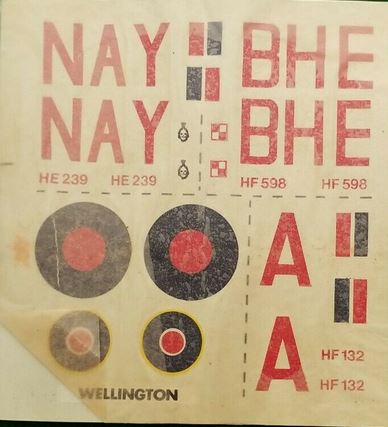 NAY BHE
NAY BHE
HE 239 HE 239 HF 598 HF 598
A
A
HF 132
HF 132
WELLINGTON